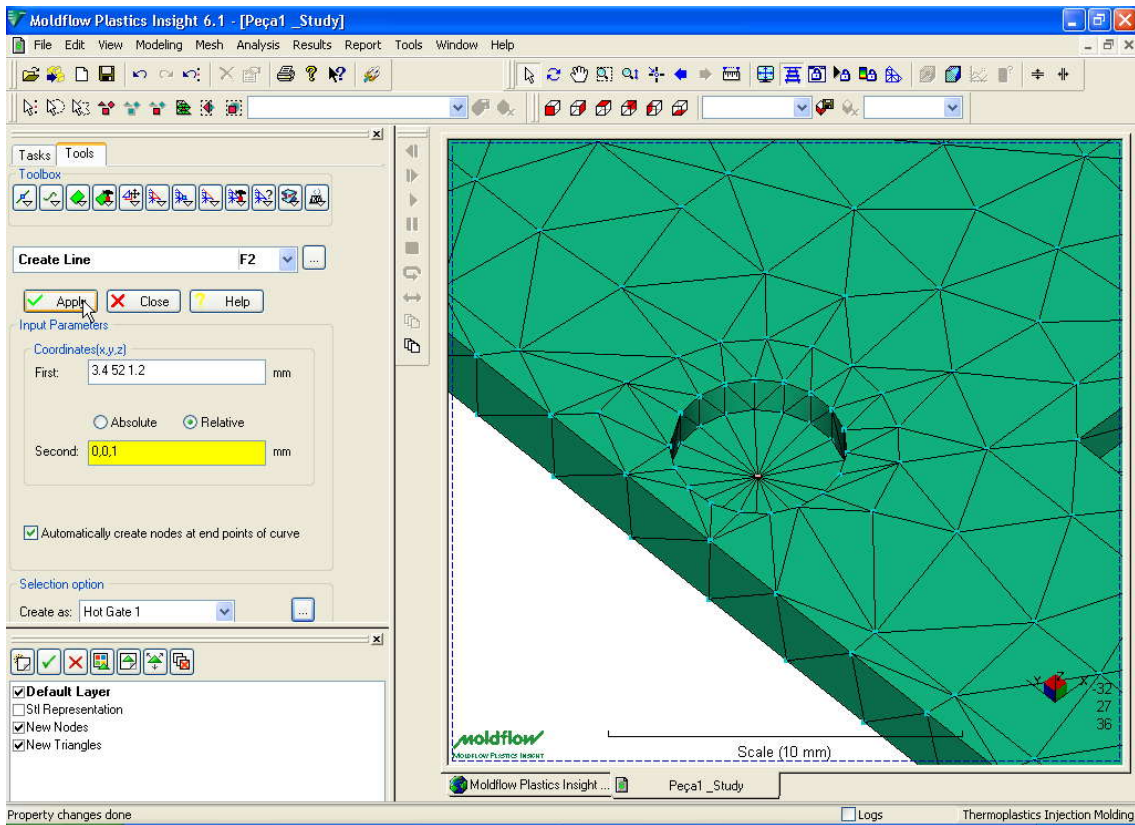 Moldflow Plastics Insight 6.1 - [Peça1 _Study]
File Edit View Modeling Mesh Analysis Results Report Tools Window Help
Tasks Tools
Toolbox
Create Line F2 ...
Apply Close ? Help
Input Parameters
Coordinates(x,y,z)
First: 3.4 52 1.2 mm
Absolute Relative
Second: 0,0,1 mm
Automatically create nodes at end points of curve
Selection option
Create as: Hot Gate 1 ...
Default Layer
Stl Representation
New Nodes
New Triangles
Y Z X
-32
27
36
moldflow
MOLDFLOW PLASTICS INSIGHT
Scale (10 mm)
Moldflow Plastics Insight ... Peça1 _Study
Property changes done Logs Thermoplastics Injection Molding